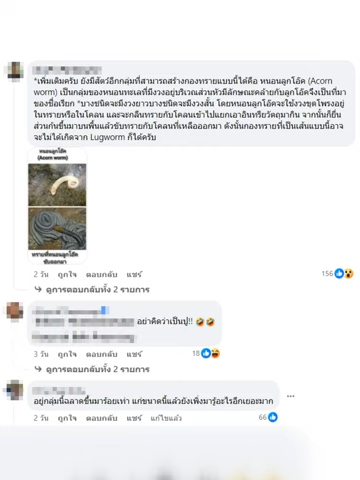 *เพิ่มเติมครับ ยังมีสัตว์อีกกลุ่มที่สามารถสร้างกองทรายแบบนี้ได้คือ หนอนลูกโอ๊ค (Acorn
worm) เป็นกลุ่มของหนอนทะเลที่มีงวงอยู่บริเวณส่วนหัวมีลักษณะคล้ายกับลูกโอ๊คจึงเป็นที่มา
ของชื่อเรียก *บางชนิดจะมีงวงยาวบางชนิดจะมีงวงสั้น โดยหนอนลูกโอ๊คจะใช้งวงขุดโพรงอยู่
ในทรายหรือในโคลน และจะกลืนทรายกับโคลนเข้าไปแยกเอาอินทรียวัตถุมากิน จากนั้นก็ยื่น
ส่วนก้นขึ้นมาบนพื้นแล้วขับทรายกับโคลนที่เหลือออกมา ดังนั้นกองทรายที่เป็นเส้นแบบนี้อาจ
จะไม่ได้เกิดจาก Lugworm ก็ได้ครับ
หนอนลูกโอ๊ค
(Acorn worm)
ทรายที่หนอนลูกโอ๊ค
ขับออกมา
2 วัน ถูกใจ ตอบกลับ แชร์ 156
ดูการตอบกลับทั้ง 2 รายการ
อย่าคิดว่าเป็นปู!! 🤣🤣
3 วัน ถูกใจ ตอบกลับ แชร์ 18
ดูการตอบกลับทั้ง 2 รายการ
อยู่กลุ่มนี้ฉลาดขึ้นมาร้อยเท่า แก่ขนาดนี้แล้วยังเพิ่งมารู้อะไรอีกเยอะมาก
2 วัน ถูกใจ ตอบกลับ แชร์ แก้ไขแล้ว 66